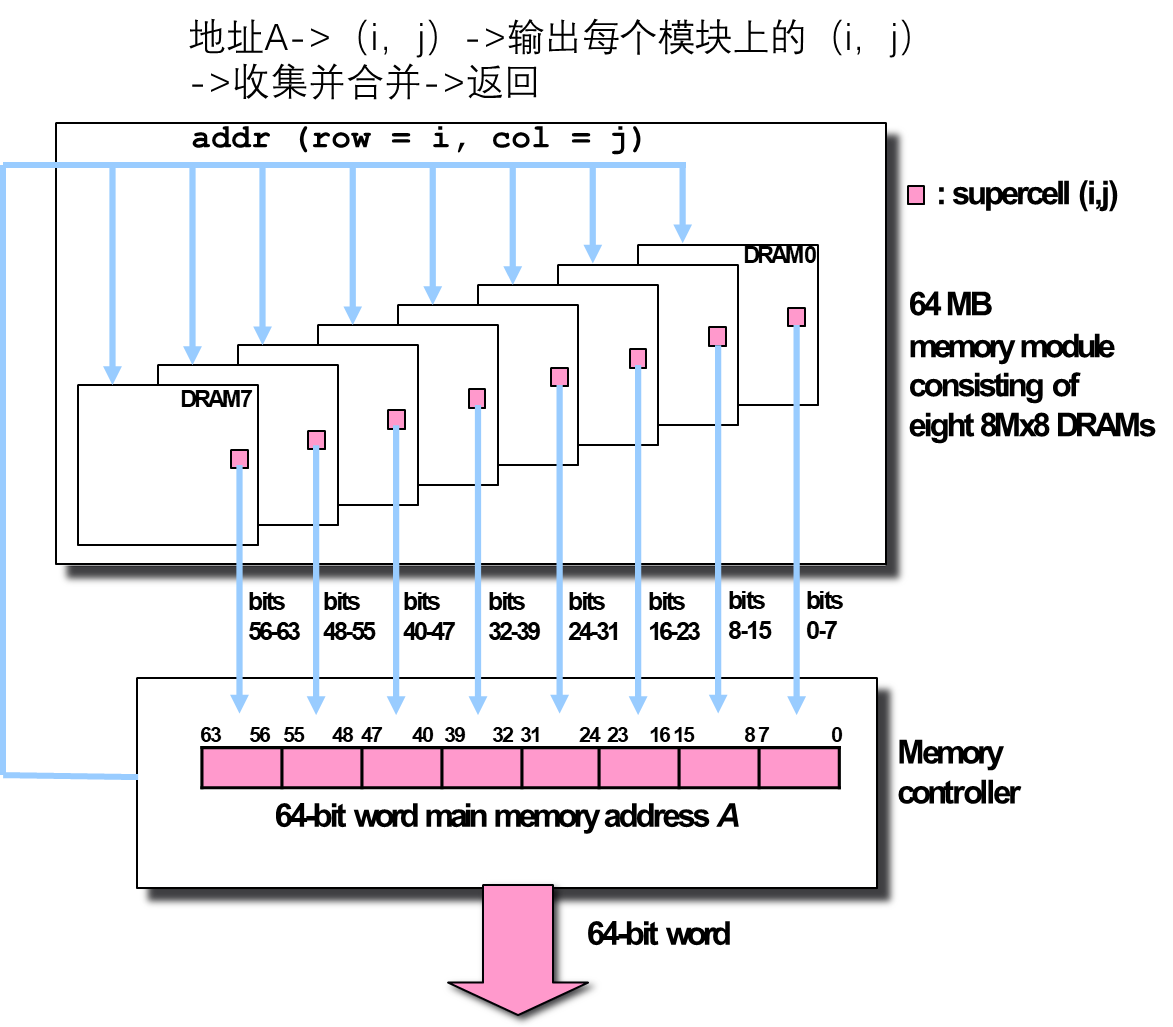 地址A->（i，j）->输出每个模块上的（i，j）
->收集并合并->返回
addr (row = i, col = j)
: supercell (i,j)
DRAM0
64 MB
memory module
consisting of
eight 8Mx8 DRAMs
DRAM7
bits
56-63
bits
48-55
bits
40-47
bits
32-39
bits
24-31
bits
16-23
bits
8-15
bits
0-7
63 56 55 48 47 40 39 32 31 24 23 16 15 8 7 0
64-bit word main memory address A
Memory
controller
64-bit word